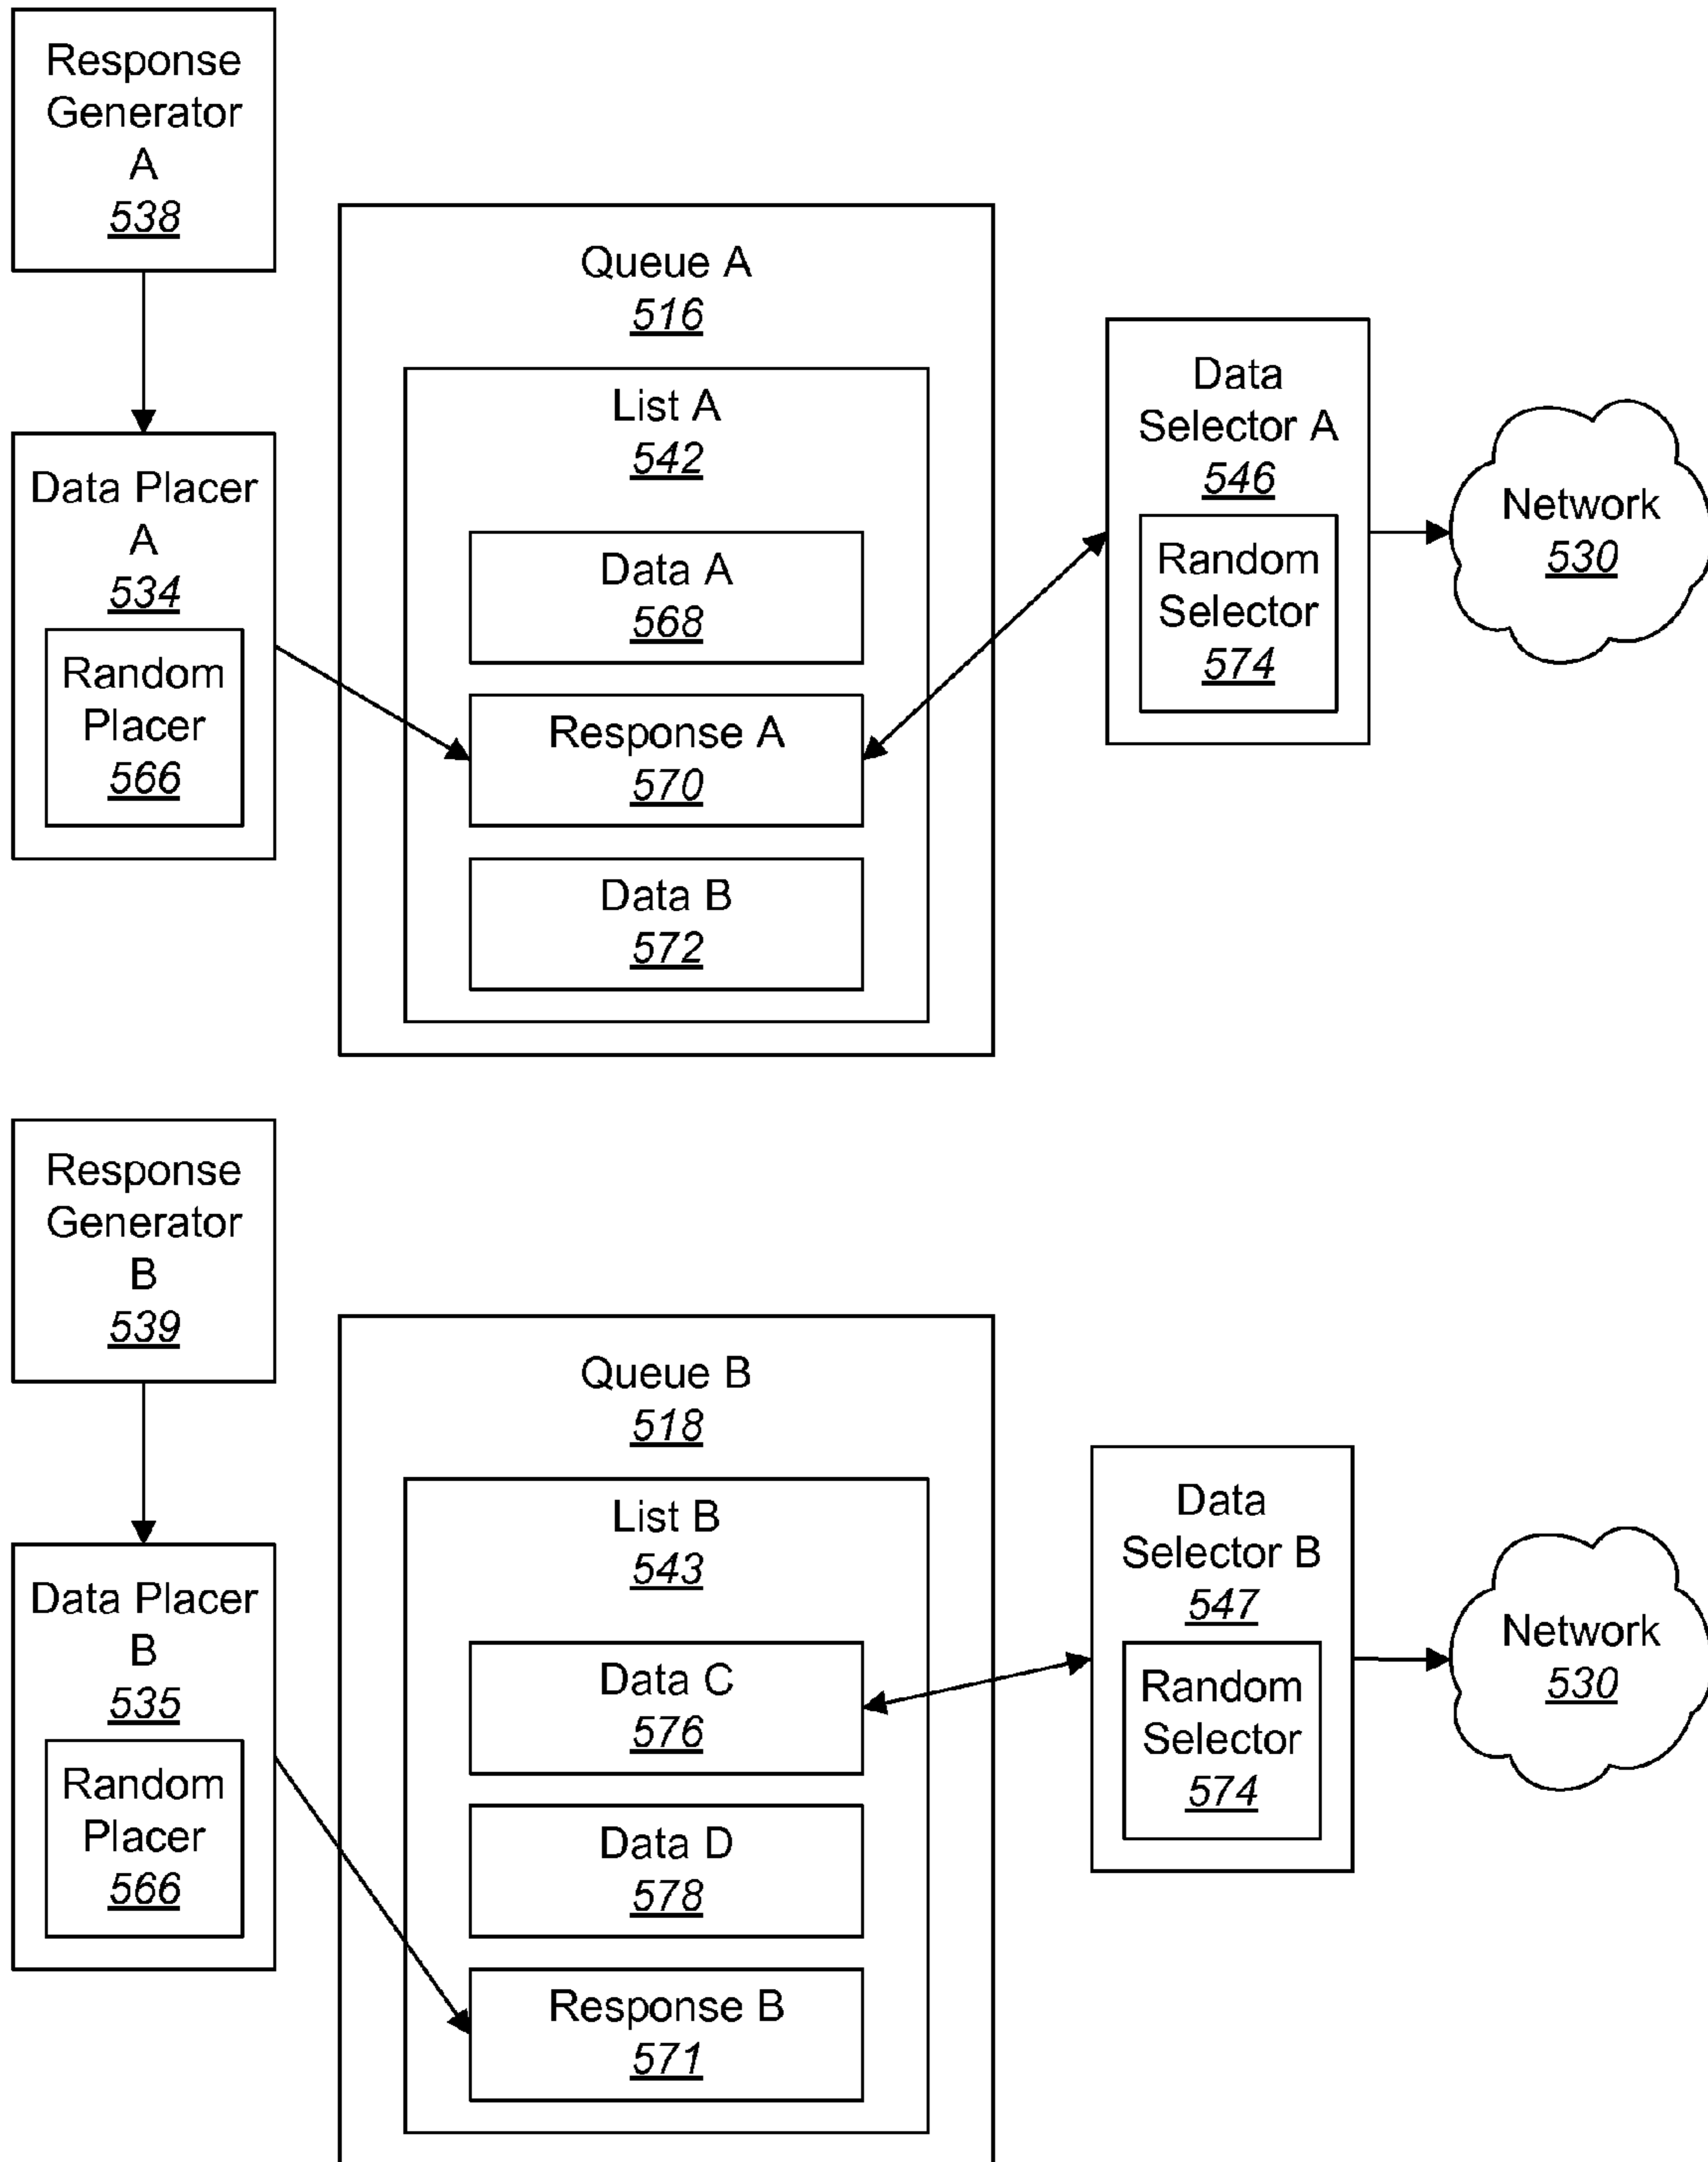 Response
Generator
A
538
Data Placer
A
534
Random
Placer
566
Queue A
516
List A
542
Data A
568
Response A
570
Data B
572
Data
Selector A
546
Random
Selector
574
Network
530
Response
Generator
B
539
Data Placer
B
535
Random
Placer
566
Queue B
518
List B
543
Data C
576
Data D
578
Response B
571
Data
Selector B
547
Random
Selector
574
Network
530